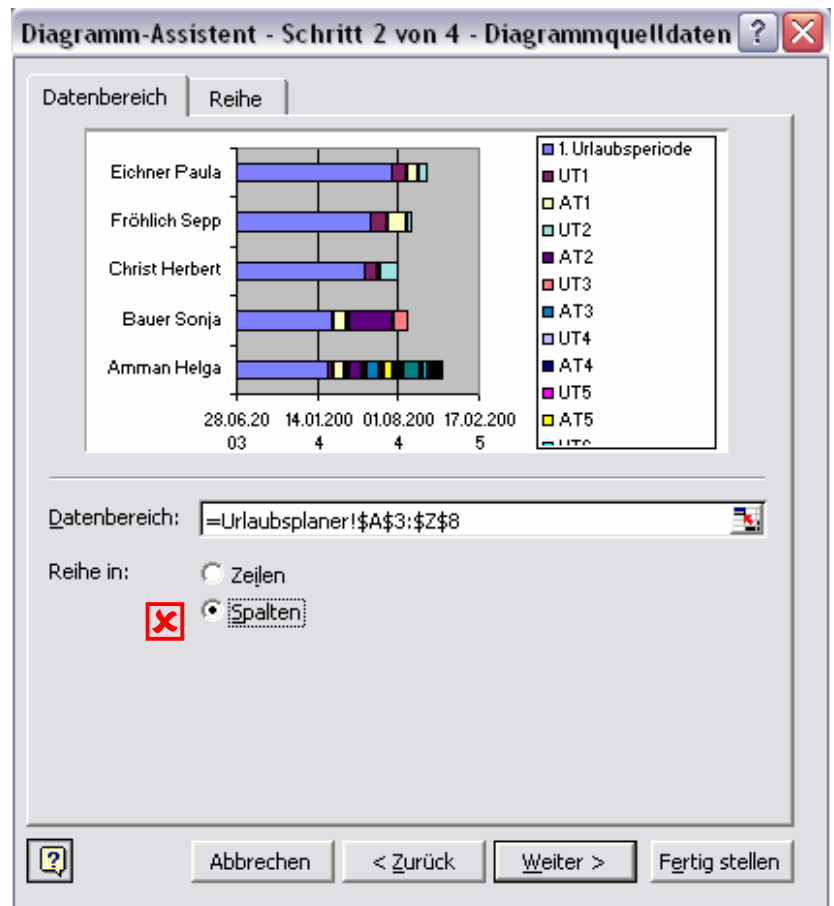 Diagramm-Assistent - Schritt 2 von 4 - Diagrammquelldaten
Datenbereich
Reihe
Eichner Paula
Fröhlich Sepp
Christ Herbert
Bauer Sonja
Amman Helga
28.06.20 14.01.200 01.08.200 17.02.200
03 4 4 5
1. Urlaubsperiode
UT1
AT1
UT2
AT2
UT3
AT3
UT4
AT4
UT5
AT5
Datenbereich: =Urlaubsplaner!$A$3:$Z$8
Reihe in: Zeilen
Spalten
Abbrechen
< Zurück
Weiter >
Fertig stellen